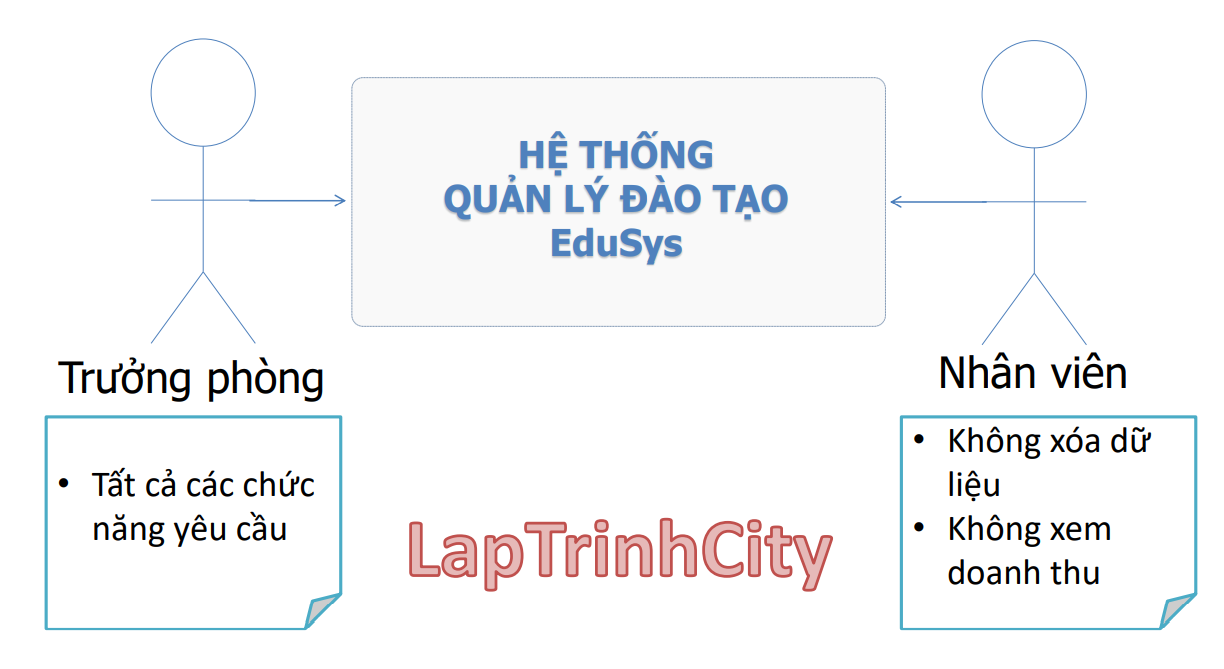 HỆ THỐNG
QUẢN LÝ ĐÀO TẠO
EduSys
Trưởng phòng
Nhân viên
• Tất cả các chức
năng yêu cầu
• Không xóa dữ
liệu
• Không xem
doanh thu
LapTrinhCity